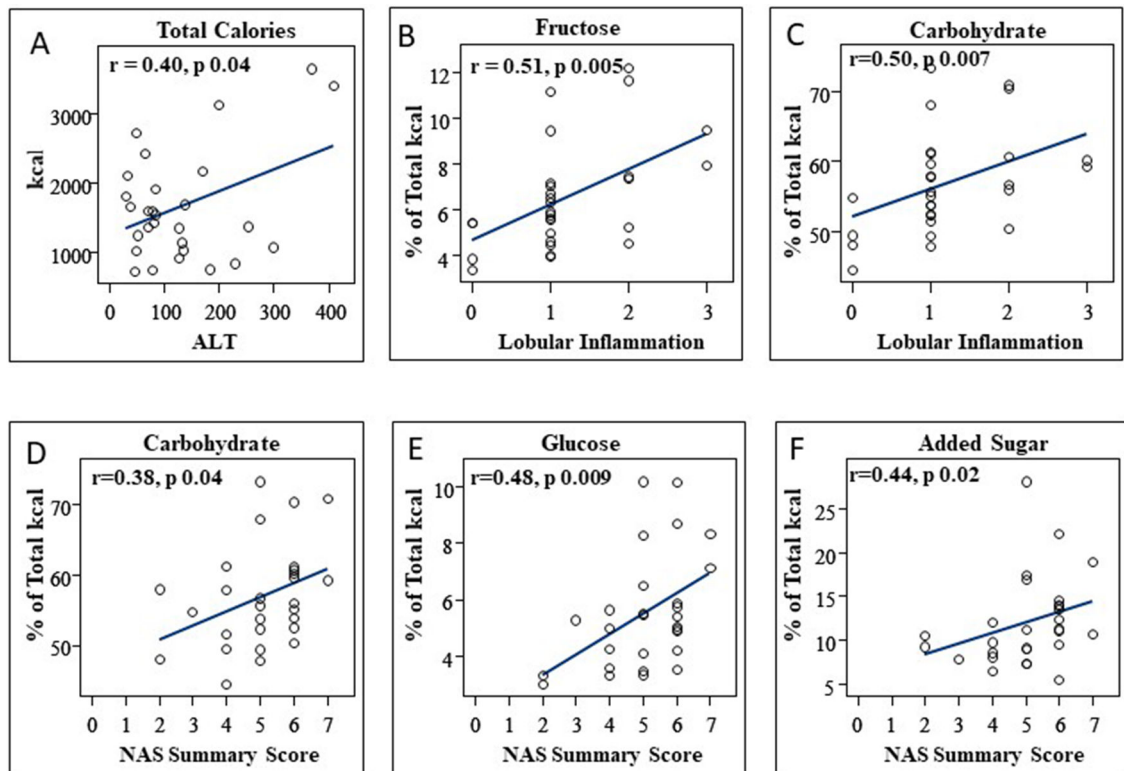 A
Total Calories
r = 0.40, p 0.04
kcal
3000
2000
1000
0 100 200 300 400
ALT
B
Fructose
r = 0.51, p 0.005
% of Total kcal
12
10
8
6
4
0 1 2 3
Lobular Inflammation
C
Carbohydrate
r=0.50, p 0.007
% of Total kcal
70
60
50
0 1 2 3
Lobular Inflammation
D
Carbohydrate
r=0.38, p 0.04
% of Total kcal
70
60
50
0 1 2 3 4 5 6 7
NAS Summary Score
E
Glucose
r=0.48, p 0.009
% of Total kcal
10
8
6
4
0 1 2 3 4 5 6 7
NAS Summary Score
F
Added Sugar
r=0.44, p 0.02
% of Total kcal
25
20
15
10
5
0 1 2 3 4 5 6 7
NAS Summary Score